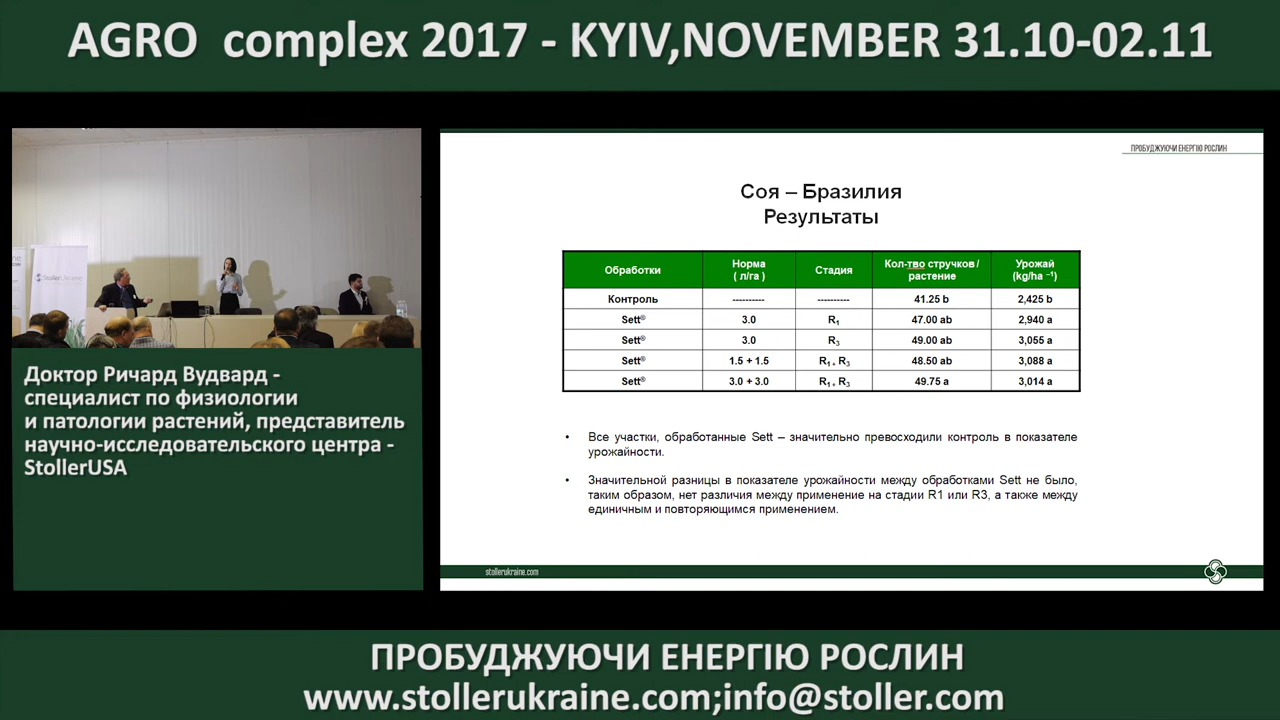 AGRO complex 2017 - KYIV,NOVEMBER 31.10-02.11
StollerUkraine
Доктор Ричард Вудвард -
специалист по физиологии
и патологии растений, представитель
научно-исследовательского центра -
StollerUSA
ПРОБУДЖУЮЧИ ЕНЕРГІЮ РОСЛИН
Соя – Бразилия
Результаты
Обработки Норма ( л/га ) Стадия Кол-тво стручков / растение Урожай (kg/ha ⁻¹)
Контроль ---------- ---------- 41.25 b 2,425 b
Sett® 3.0 R₁ 47.00 ab 2,940 a
Sett® 3.0 R₃ 49.00 ab 3,055 a
Sett® 1.5 + 1.5 R₁ ₊ R₃ 48.50 ab 3,088 a
Sett® 3.0 + 3.0 R₁ ₊ R₃ 49.75 a 3,014 a
• Все участки, обработанные Sett – значительно превосходили контроль в показателе
урожайности.
• Значительной разницы в показателе урожайности между обработками Sett не было,
таким образом, нет различия между применение на стадии R1 или R3, а также между
единичным и повторяющимся применением.
stollerukraine.com
ПРОБУДЖУЮЧИ ЕНЕРГІЮ РОСЛИН
www.stollerukraine.com;info@stoller.com